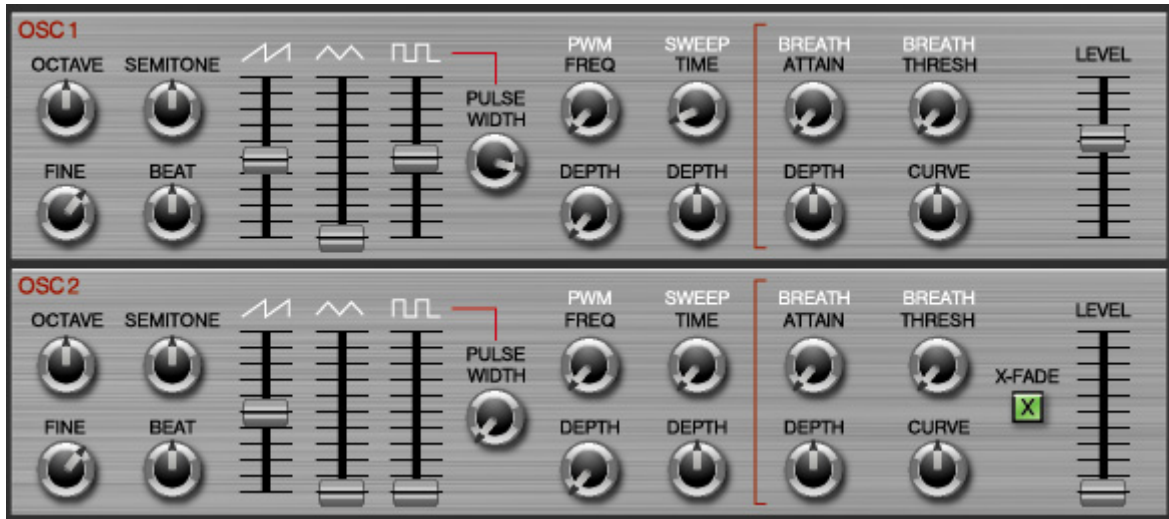 OSC 1
OCTAVE SEMITONE
FINE BEAT
PULSE
WIDTH
PWM SWEEP BREATH BREATH
FREQ TIME ATTAIN THRESH
LEVEL
DEPTH DEPTH DEPTH CURVE
OSC 2
OCTAVE SEMITONE
FINE BEAT
PULSE
WIDTH
PWM SWEEP BREATH BREATH
FREQ TIME ATTAIN THRESH
LEVEL
X-FADE
X
DEPTH DEPTH DEPTH CURVE